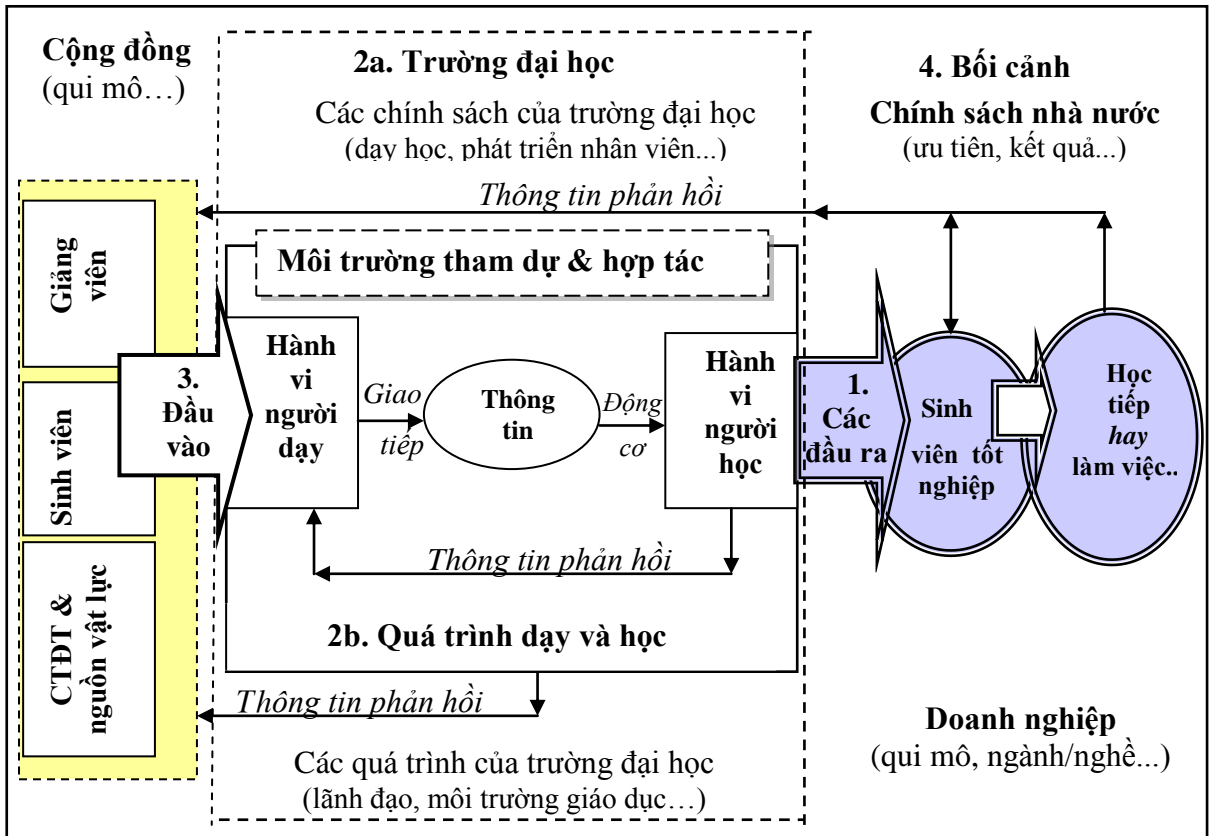 Cộng đồng
(qui mô…)
2a. Trường đại học
Các chính sách của trường đại học
(dạy học, phát triển nhân viên...)
4. Bối cảnh
Chính sách nhà nước
(ưu tiên, kết quả...)
Thông tin phản hồi
Giảng
viên
Sinh viên
CTĐT &
nguồn vật lực
3.
Đầu
vào
Môi trường tham dự & hợp tác
Hành
vi
người
dạy
Giao
tiếp
Thông
tin
Động
cơ
Hành
vi
người
học
Thông tin phản hồi
2b. Quá trình dạy và học
1.
Các
đầu ra
Sinh
viên tốt
nghiệp
Học
tiếp
hay
làm việc..
Thông tin phản hồi
Các quá trình của trường đại học
(lãnh đạo, môi trường giáo dục…)
Doanh nghiệp
(qui mô, ngành/nghề...)